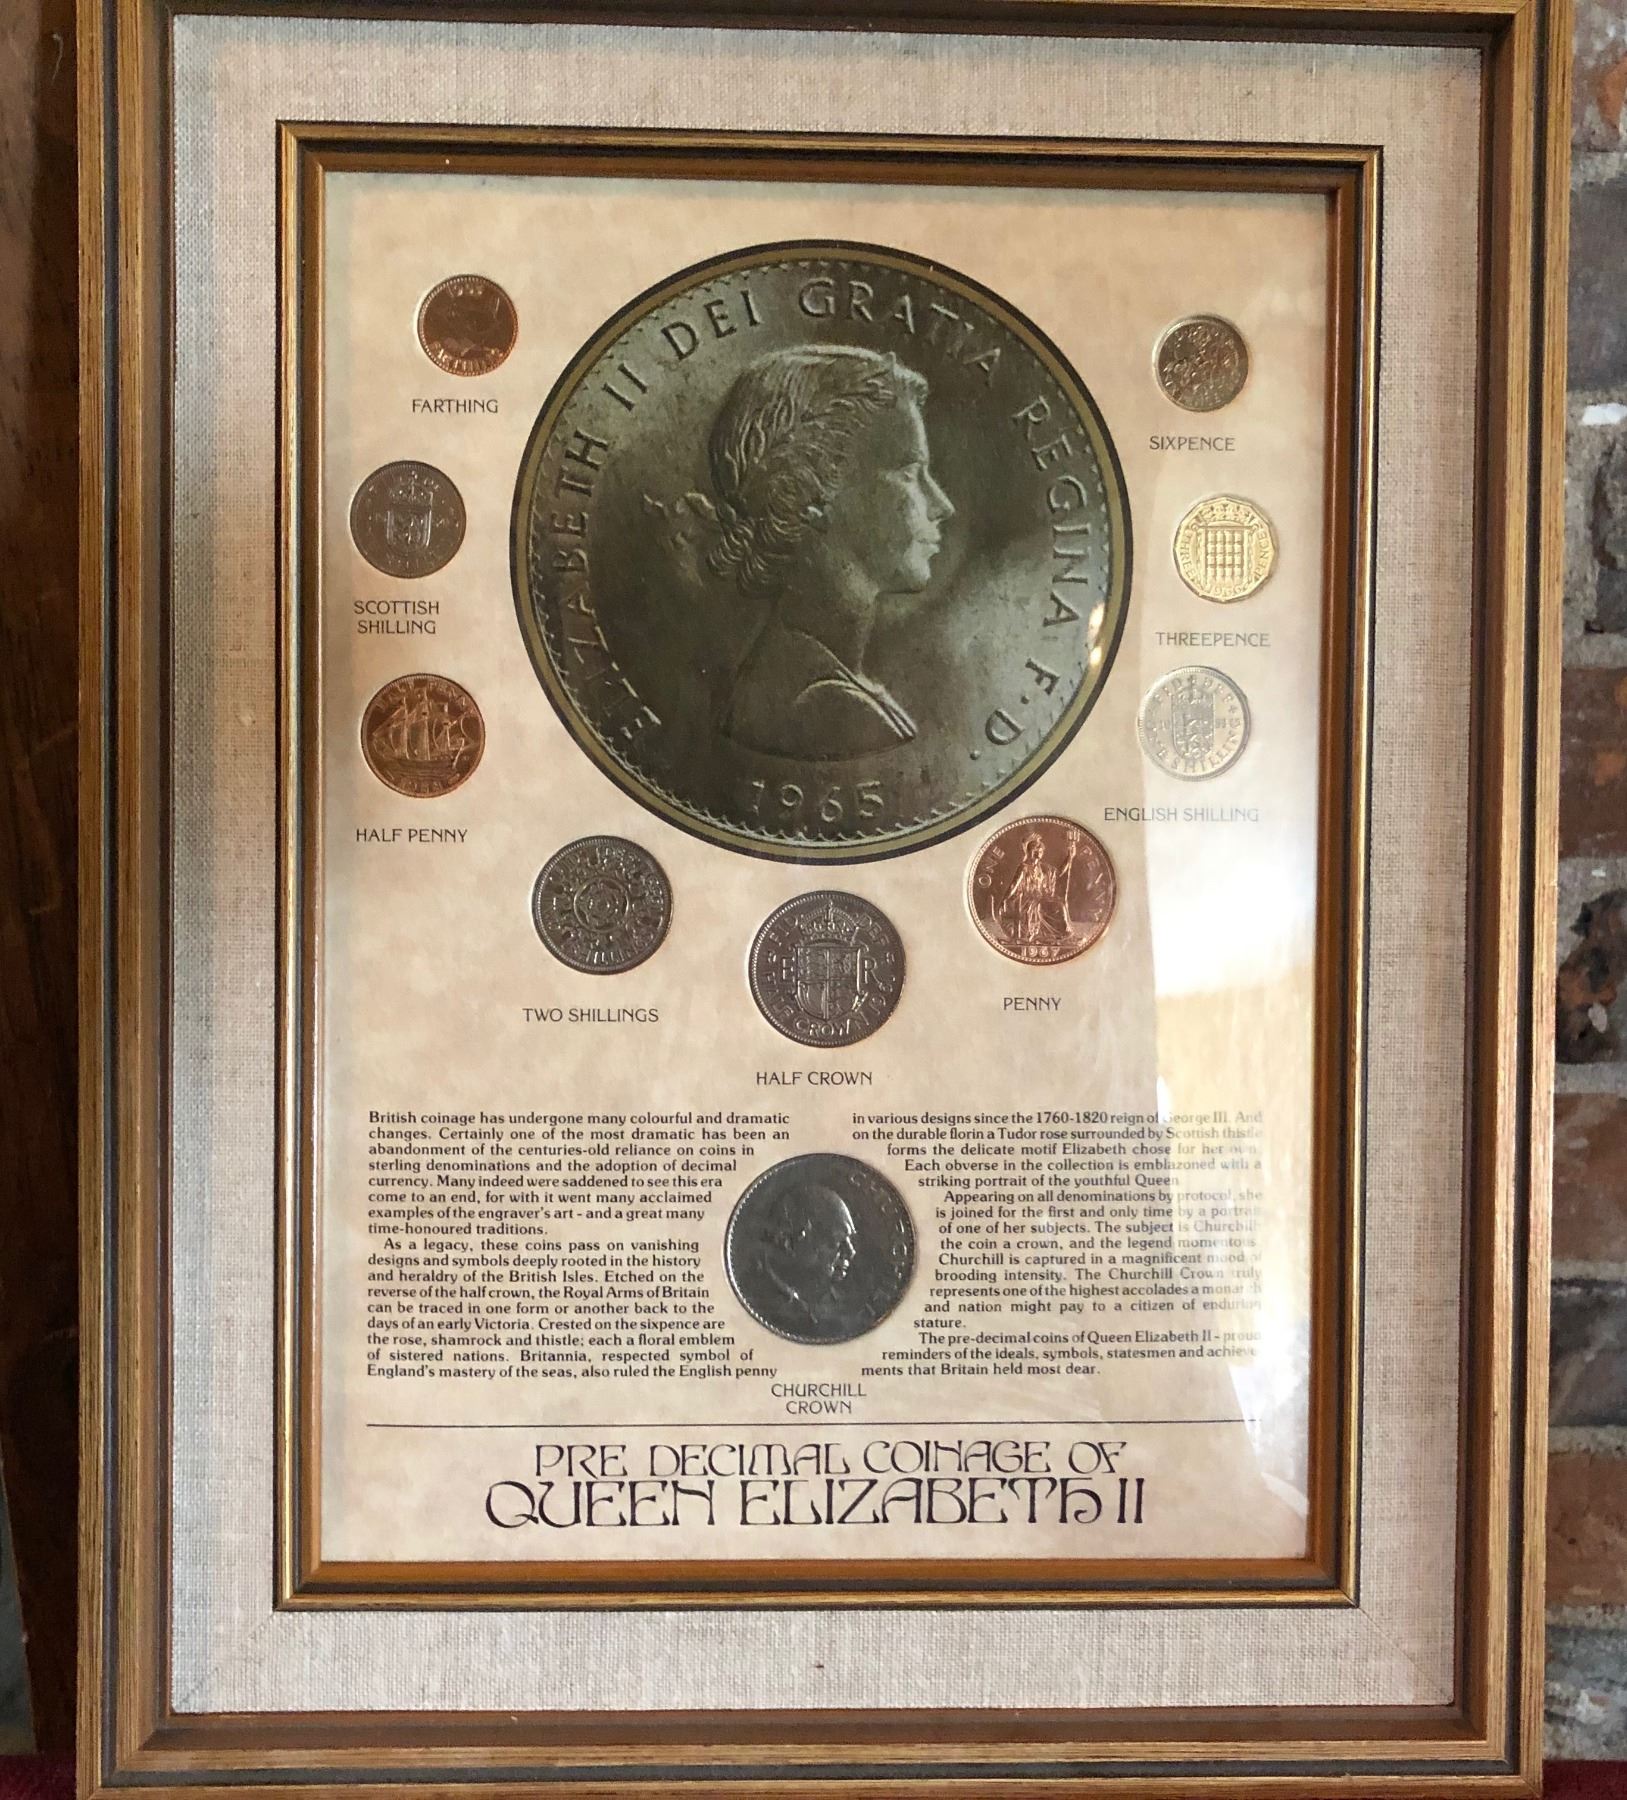 ELIZABETH II DEI GRATIA REGINA F.D.
1965
FARTHING
SIXPENCE
SCOTTISH
SHILLING
THREE PENCE
1966
THREEPENCE
HALF PENNY
HALF PENNY
ENGLISH SHILLING
TWO SHILLINGS
FID DEF
E R
HALF CROWN
HALF CROWN
ONE PENNY
1967
PENNY
British coinage has undergone many colourful and dramatic
changes. Certainly one of the most dramatic has been an
abandonment of the centuries-old reliance on coins in
sterling denominations and the adoption of decimal
currency. Many indeed were saddened to see this era
come to an end, for with it went many acclaimed
examples of the engraver's art - and a great many
time-honoured traditions.
As a legacy, these coins pass on vanishing
designs and symbols deeply rooted in the history
and heraldry of the British Isles. Etched on the
reverse of the half crown, the Royal Arms of Britain
can be traced in one form or another back to the
days of an early Victoria. Crested on the sixpence are
the rose, shamrock and thistle; each a floral emblem
of sistered nations. Britannia, respected symbol of
England's mastery of the seas, also ruled the English penny
in various designs since the 1760-1820 reign of George III. And
on the durable florin a Tudor rose surrounded by Scottish thistle
forms the delicate motif Elizabeth chose for her own.
Each obverse in the collection is emblazoned with a
striking portrait of the youthful Queen
Appearing on all denominations by protocol, she
is joined for the first and only time by a portrait
of one of her subjects. The subject is Churchill
the coin a crown, and the legend momentous.
Churchill is captured in a magnificent mood of
brooding intensity. The Churchill Crown truly
represents one of the highest accolades a monarch
and nation might pay to a citizen of enduring
stature.
The pre-decimal coins of Queen Elizabeth II - proud
reminders of the ideals, symbols, statesmen and achieve-
ments that Britain held most dear.
CHURCHILL
CHURCHILL
CROWN
PRE DECIMAL COINAGE OF
QUEEN ELIZABETH II